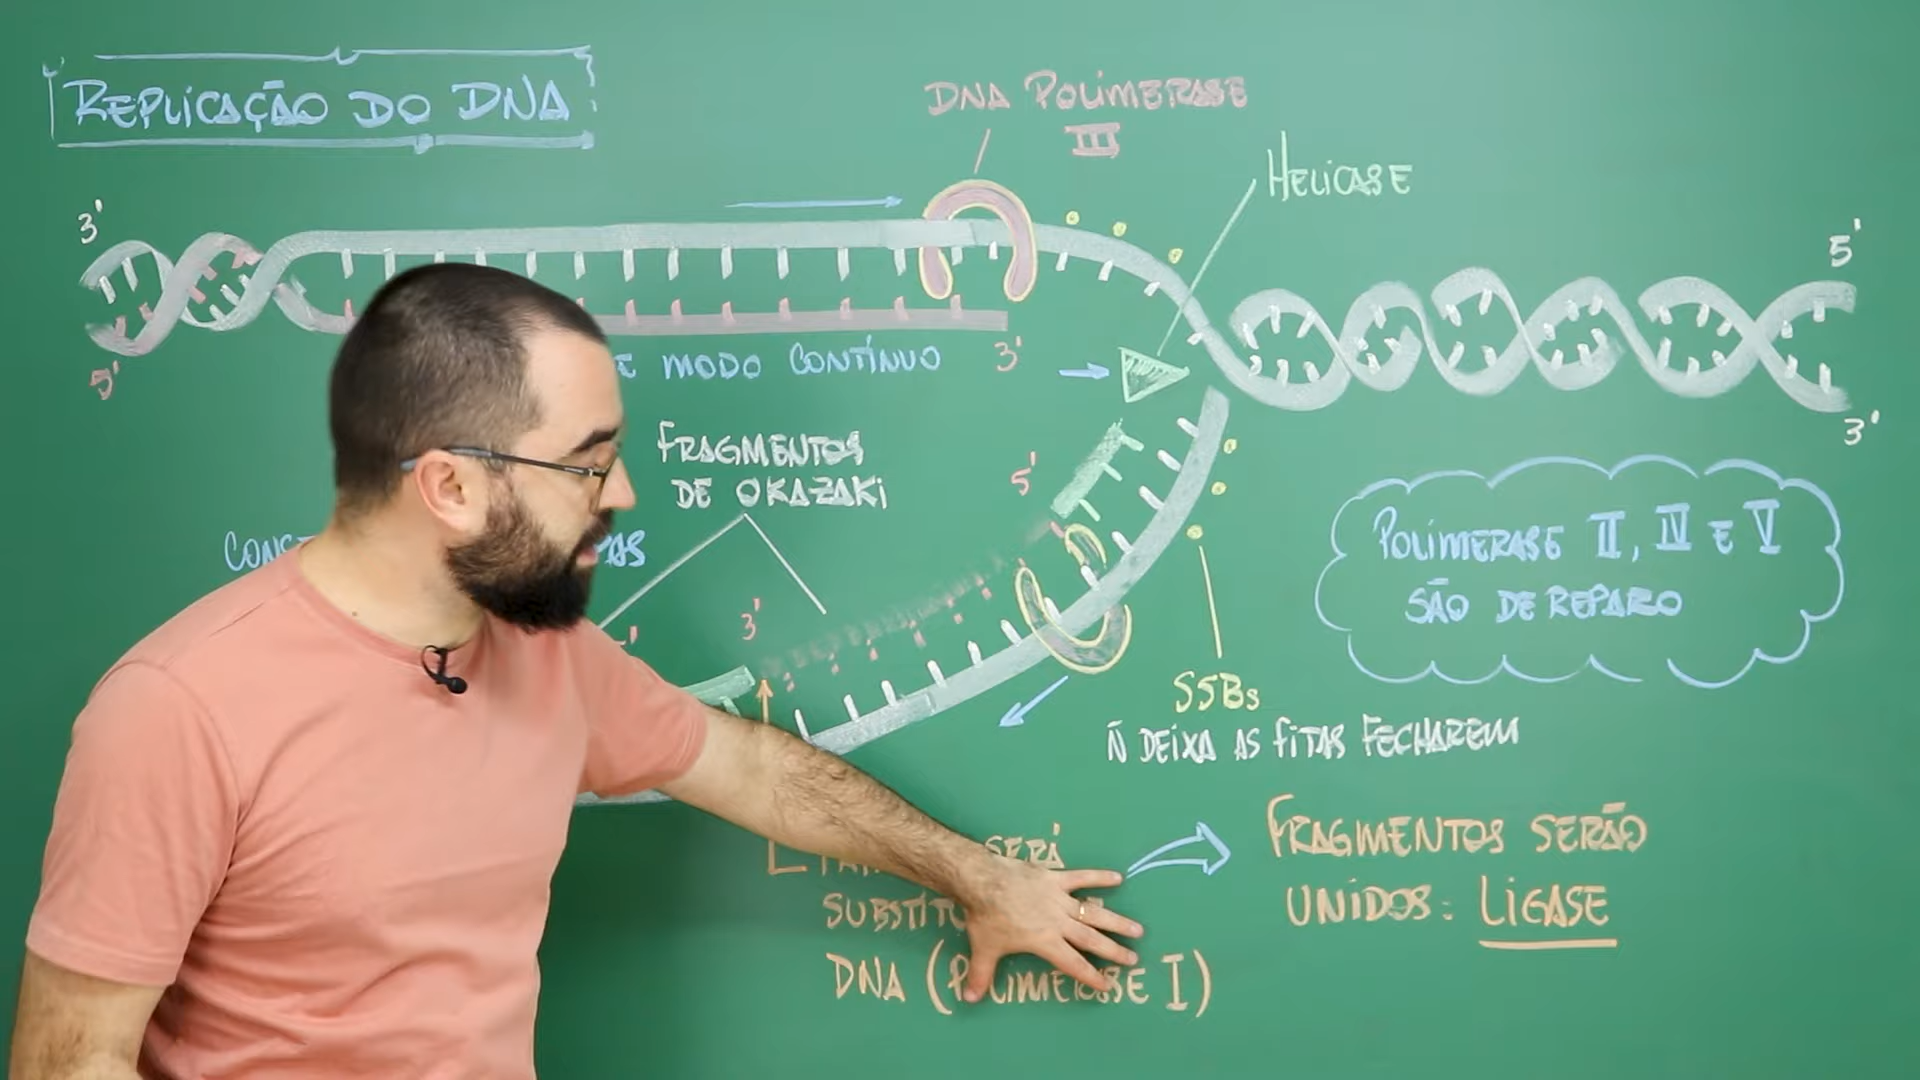 REPLICAÇÃO DO DNA
DNA POLIMERASE
III
HELICASE
3'
5'
5'
3'
E MODO CONTÍNUO
3'
FRAGMENTOS
DE OKAZAKI
5'
3'
POLIMERASE II, IV E V
SÃO DE REPARO
SSBs
Ñ DEIXA AS FITAS FECHAREM
SERÁ
DNA (POLIMERASE I)
FRAGMENTOS SERÃO
UNIDOS: LIGASE